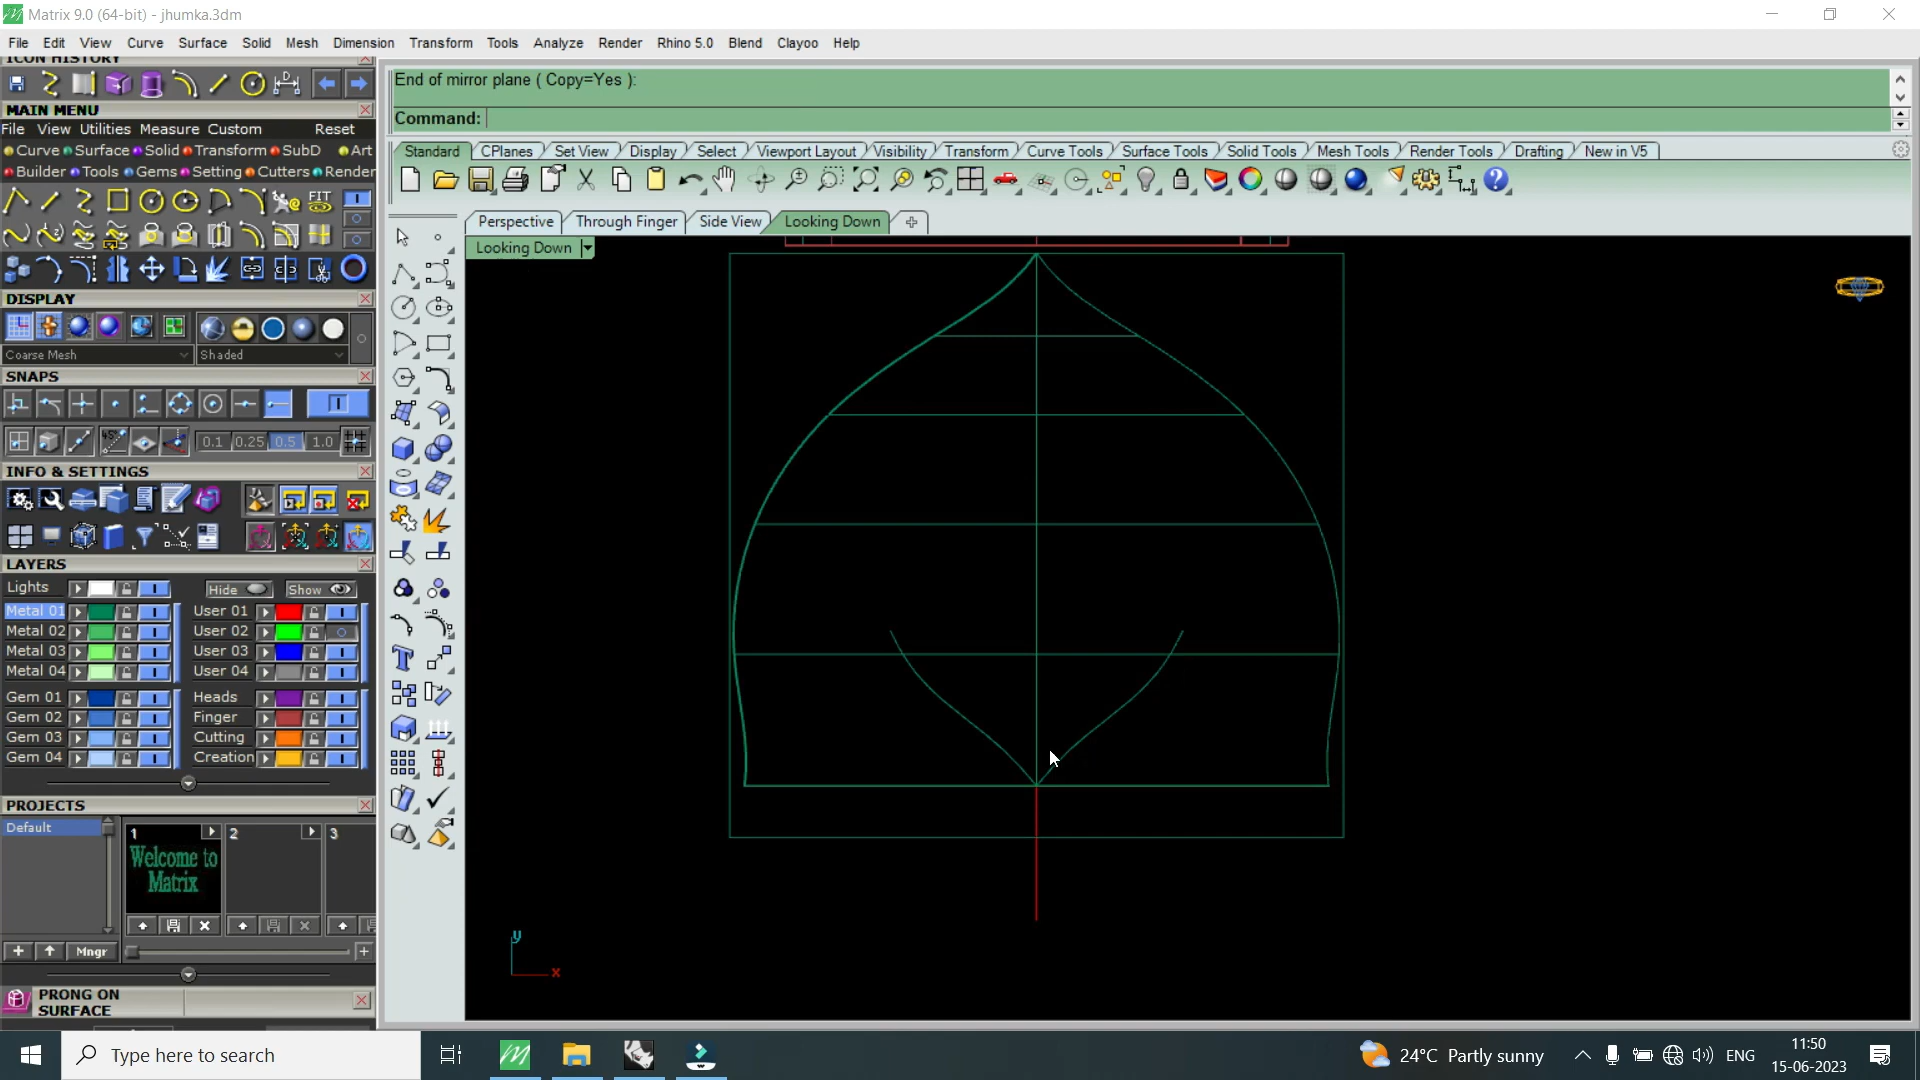 Matrix 9.0 (64-bit) - jhumka.3dm
File Edit View Curve Surface Solid Mesh Dimension Transform Tools Analyze Render Rhino 5.0 Blend Clayoo Help
ICON HISTORY
MAIN MENU
File View Utilities Measure Custom Reset
Curve Surface Solid Transform SubD Art
Builder Tools Gems Setting Cutters Render
FIT
DISPLAY
Coarse Mesh Shaded
SNAPS
0.1 0.25 0.5 1.0
INFO & SETTINGS
LAYERS
Lights Hide Show
Metal 01 User 01
Metal 02 User 02
Metal 03 User 03
Metal 04 User 04
Gem 01 Heads
Gem 02 Finger
Gem 03 Cutting
Gem 04 Creation
PROJECTS
Default 1 2 3
Welcome to
Matrix
Mngr
PRONG ON
SURFACE
End of mirror plane ( Copy=Yes ):
Command:
Standard CPlanes Set View Display Select Viewport Layout Visibility Transform Curve Tools Surface Tools Solid Tools Mesh Tools Render Tools Drafting New in V5
Perspective Through Finger Side View Looking Down
Looking Down
y
x
Type here to search
24°C Partly sunny
ENG
11:50
15-06-2023